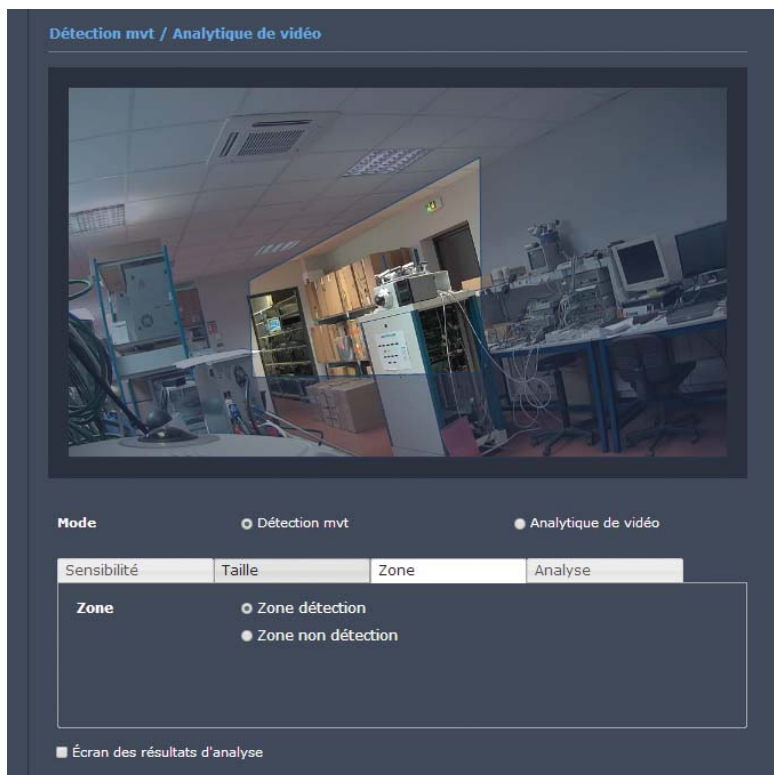 Détection mvt / Analytique de vidéo
Mode
Détection mvt
Analytique de vidéo
Sensibilité
Taille
Zone
Analyse
Zone
Zone détection
Zone non détection
Écran des résultats d'analyse